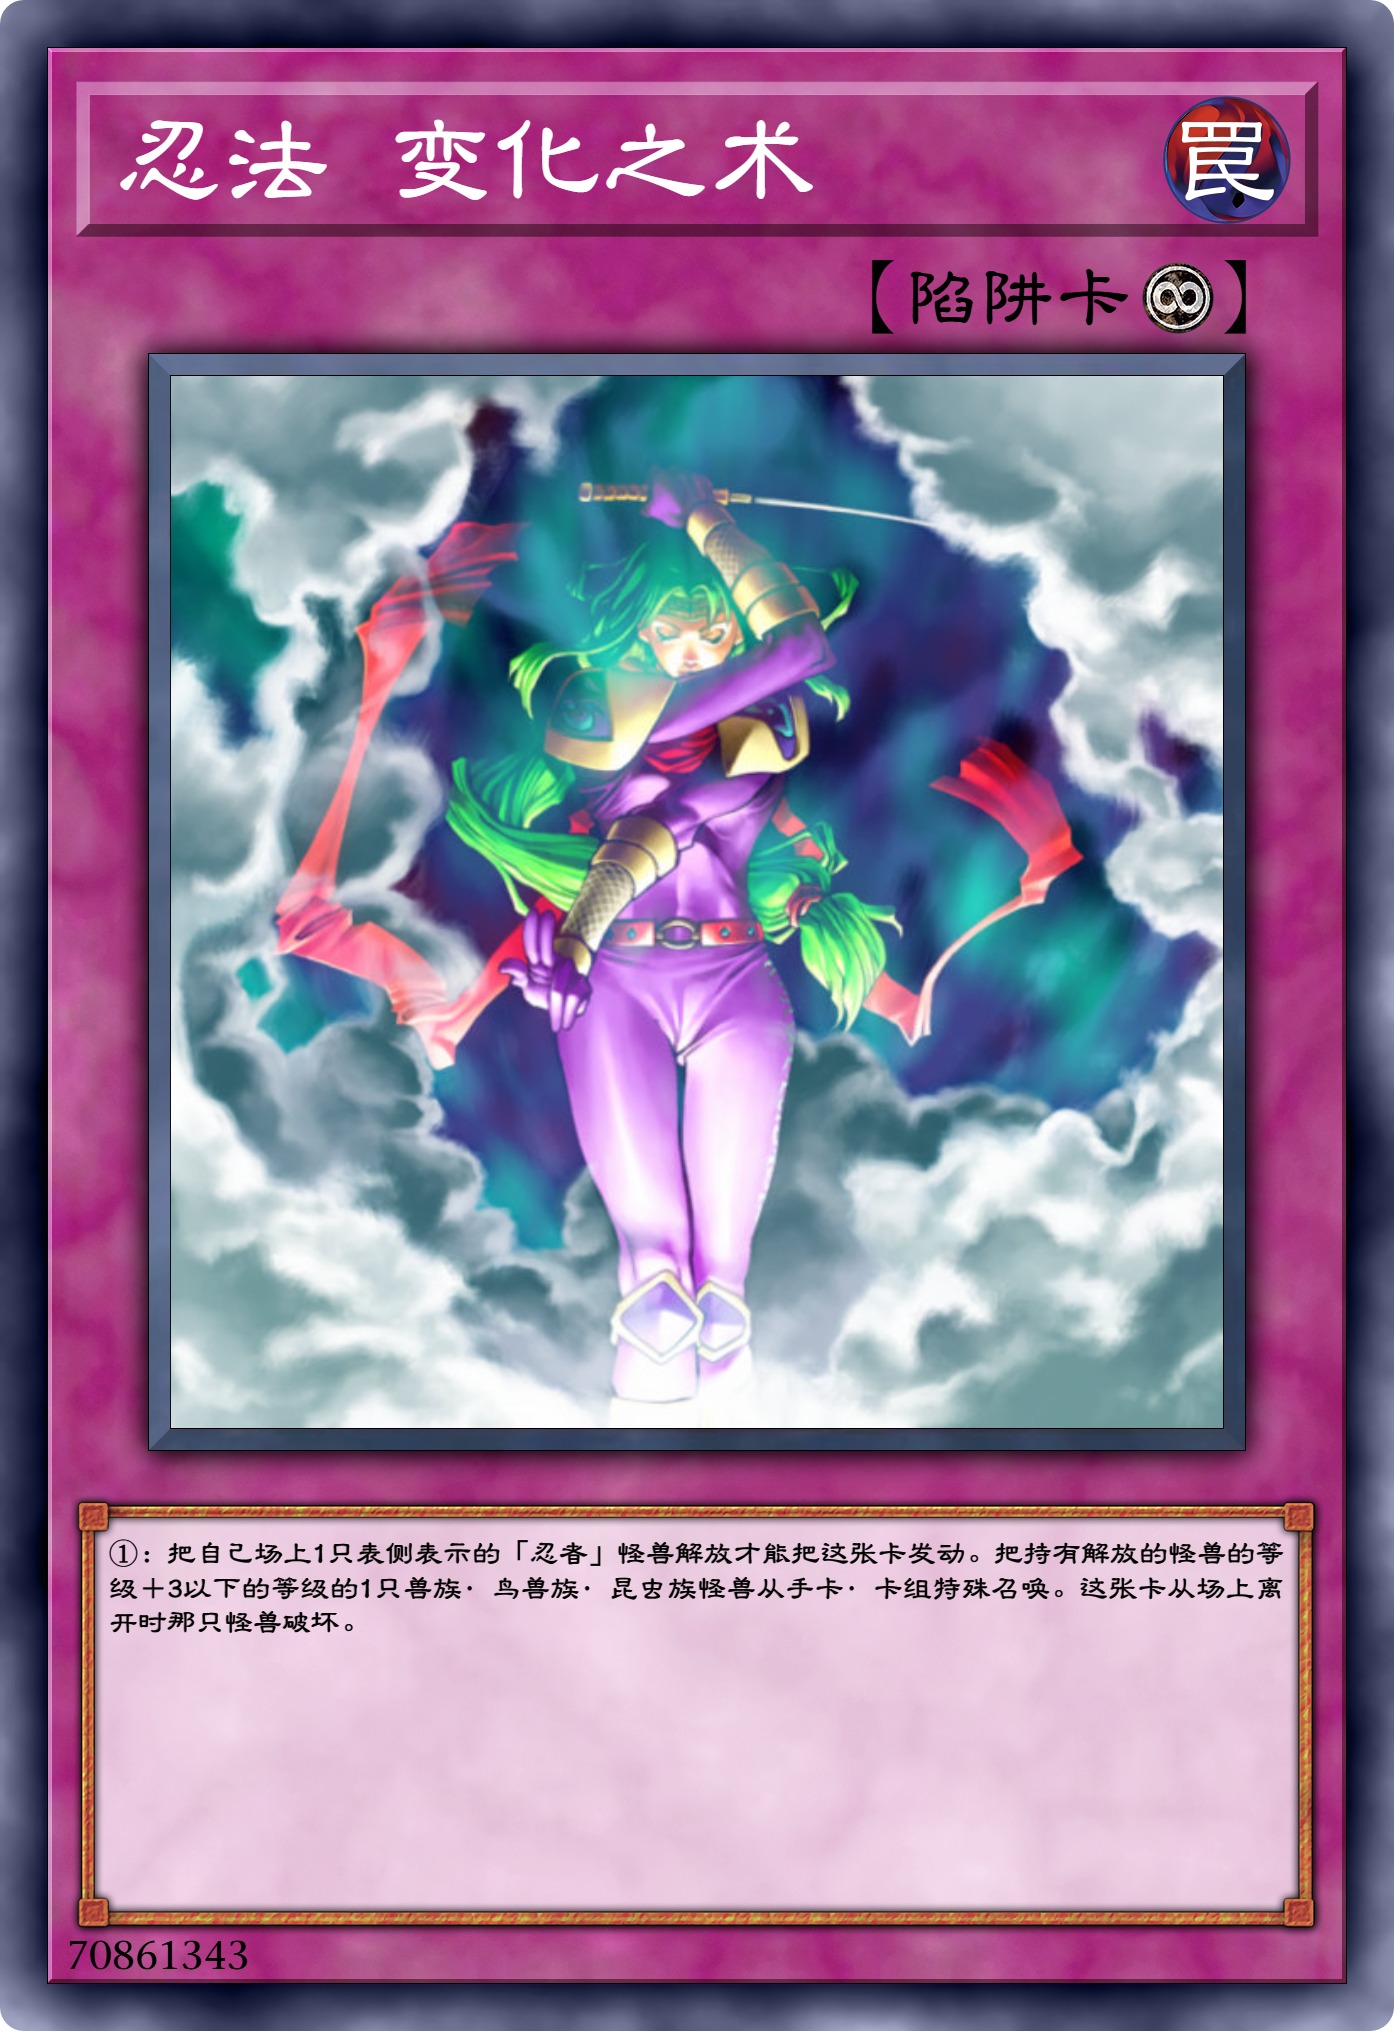 忍法 变化之术
罠
【陷阱卡♾】
①：把自己场上1只表侧表示的「忍者」怪兽解放才能把这张卡发动。把持有解放的怪兽的等
级＋3以下的等级的1只兽族·鸟兽族·昆虫族怪兽从手卡·卡组特殊召唤。这张卡从场上离
开时那只怪兽破坏。
70861343